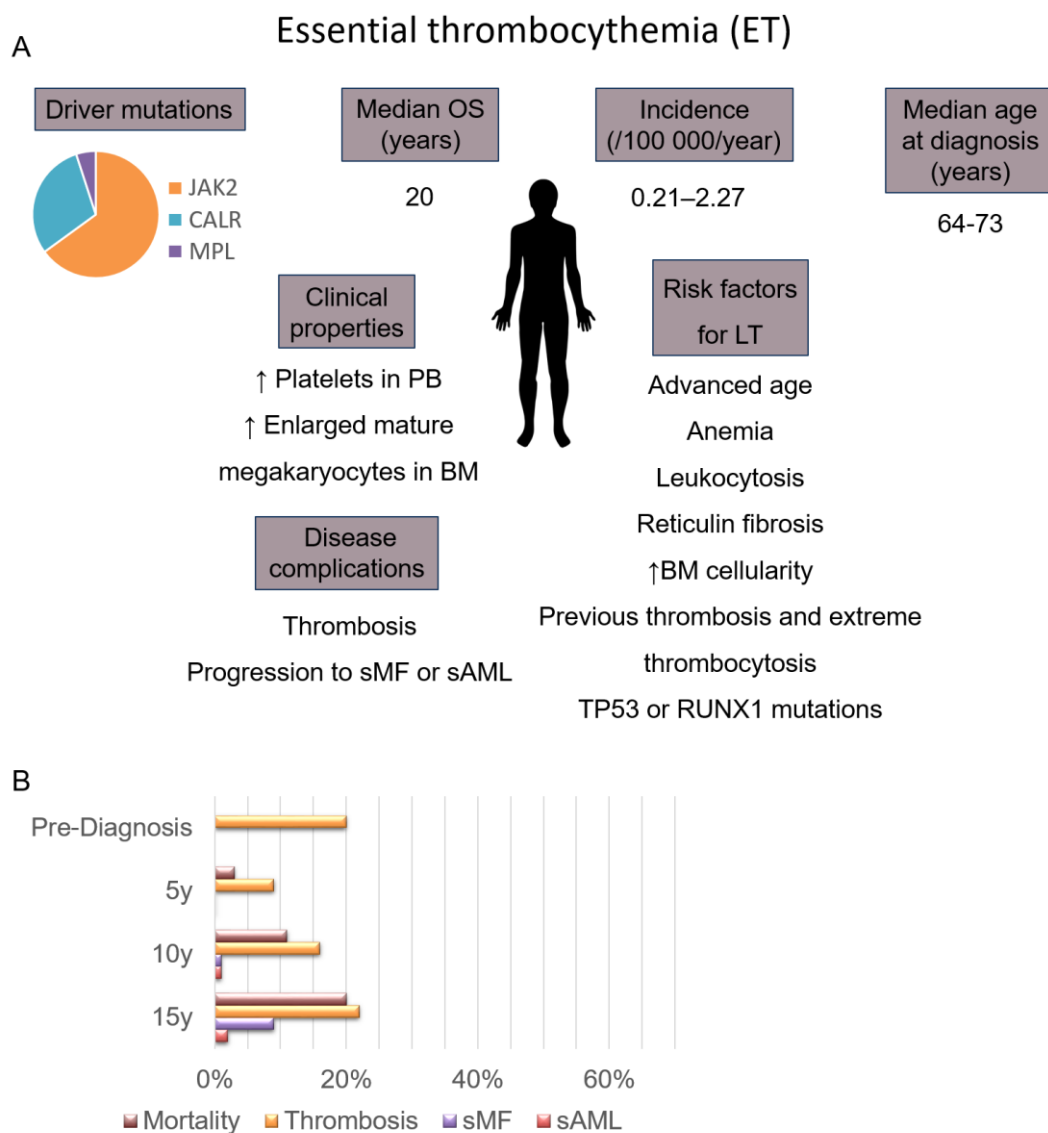 Essential thrombocythemia (ET)
A
Driver mutations
JAK2
CALR
MPL
Median OS
(years)
20
Incidence
(/100 000/year)
0.21–2.27
Median age
at diagnosis
(years)
64-73
Clinical
properties
↑ Platelets in PB
↑ Enlarged mature
megakaryocytes in BM
Disease
complications
Thrombosis
Progression to sMF or sAML
Risk factors
for LT
Advanced age
Anemia
Leukocytosis
Reticulin fibrosis
↑BM cellularity
Previous thrombosis and extreme
thrombocytosis
TP53 or RUNX1 mutations
B
Pre-Diagnosis
5y
10y
15y
0% 20% 40% 60%
Mortality Thrombosis sMF sAML